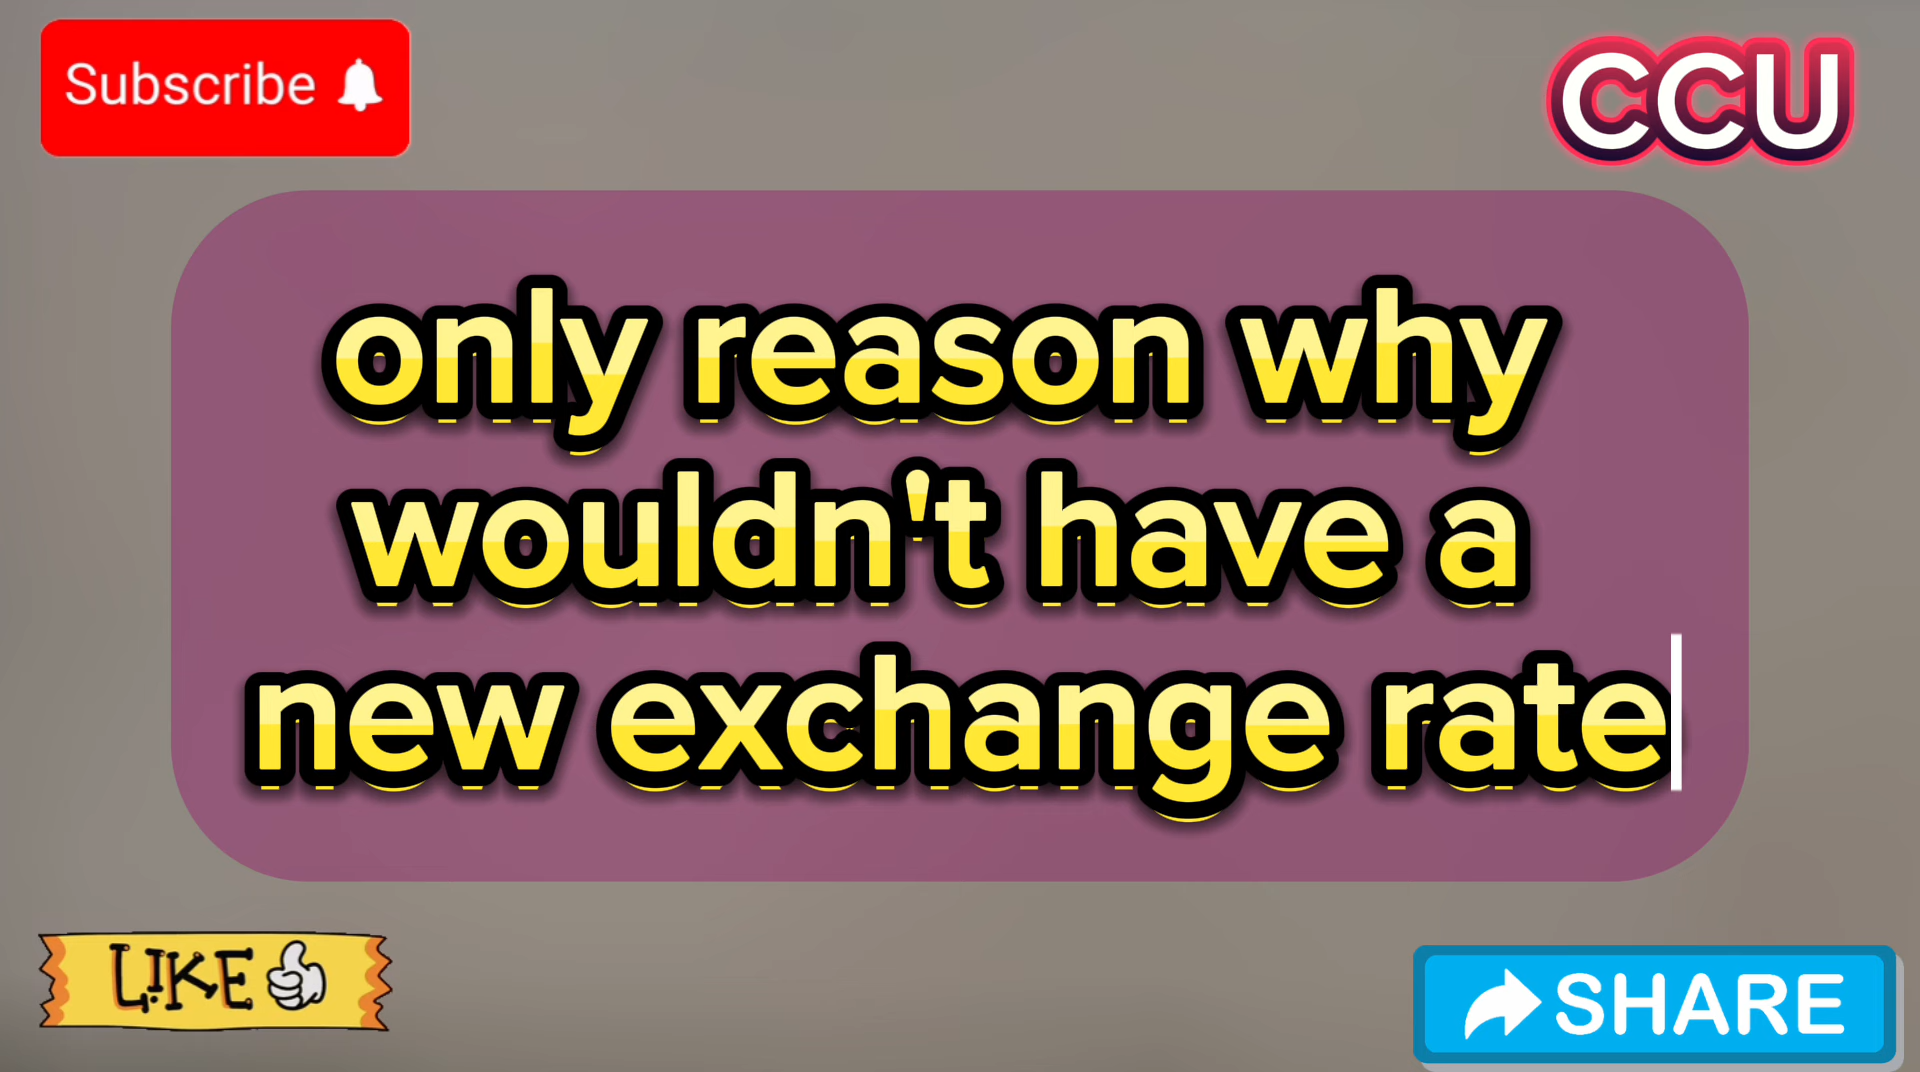 Subscribe
CCU
only reason why
wouldn't have a
new exchange rate
LIKE
SHARE